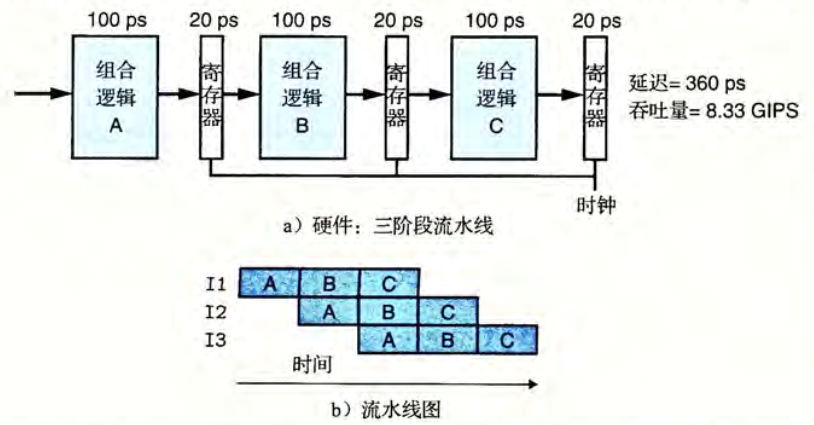 100 ps 20 ps 100 ps 20 ps 100 ps 20 ps
组合
逻辑
A
寄存器
组合
逻辑
B
寄存器
组合
逻辑
C
寄存器
延迟= 360 ps
吞吐量= 8.33 GIPS
时钟
a）硬件：三阶段流水线
I1 A B C
I2 A B C
I3 A B C
时间
b）流水线图